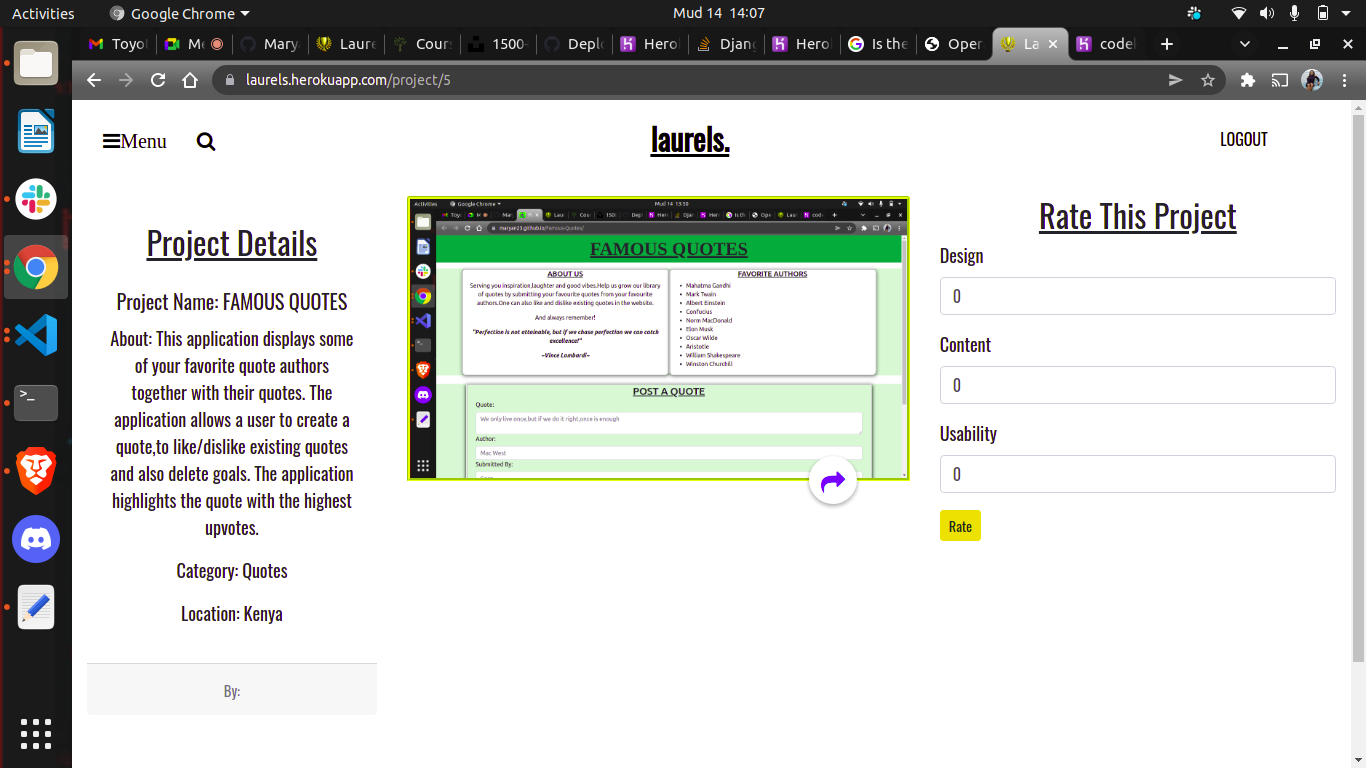 Activities
Google Chrome
Mud 14 14:07
Toyo
Me
Mary
Laure
Cours
1500-
Deplo
Hero
Djang
Hero
Is the
Oper
La
codel
laurels.herokuapp.com/project/5
Menu
laurels.
LOGOUT
Project Details
Project Name: FAMOUS QUOTES
About: This application displays some
of your favorite quote authors
together with their quotes. The
application allows a user to create a
quote,to like/dislike existing quotes
and also delete goals. The application
highlights the quote with the highest
upvotes.
Category: Quotes
Location: Kenya
By:
Activities
Google Chrome
Mud 14 13:50
FAMOUS QUOTES
ABOUT US
Serving you inspiration,laughter and good vibes.Help us grow our library
of quotes by submitting your favourite quotes from your favourite
authors.One can also like and dislike existing quotes in the website.
And always remember!
"Perfection is not attainable, but if we chase perfection we can catch
excellence!"
~Vince Lombardi~
FAVORITE AUTHORS
Mahatma Gandhi
Mark Twain
Albert Einstein
Confucius
Norm MacDonald
Elon Musk
Oscar Wilde
Aristotle
William Shakespeare
Winston Churchill
POST A QUOTE
Quote:
We only live once,but if we do it right,once is enough
Author:
Mac West
Submitted By:
Rate This Project
Design
0
Content
0
Usability
0
Rate